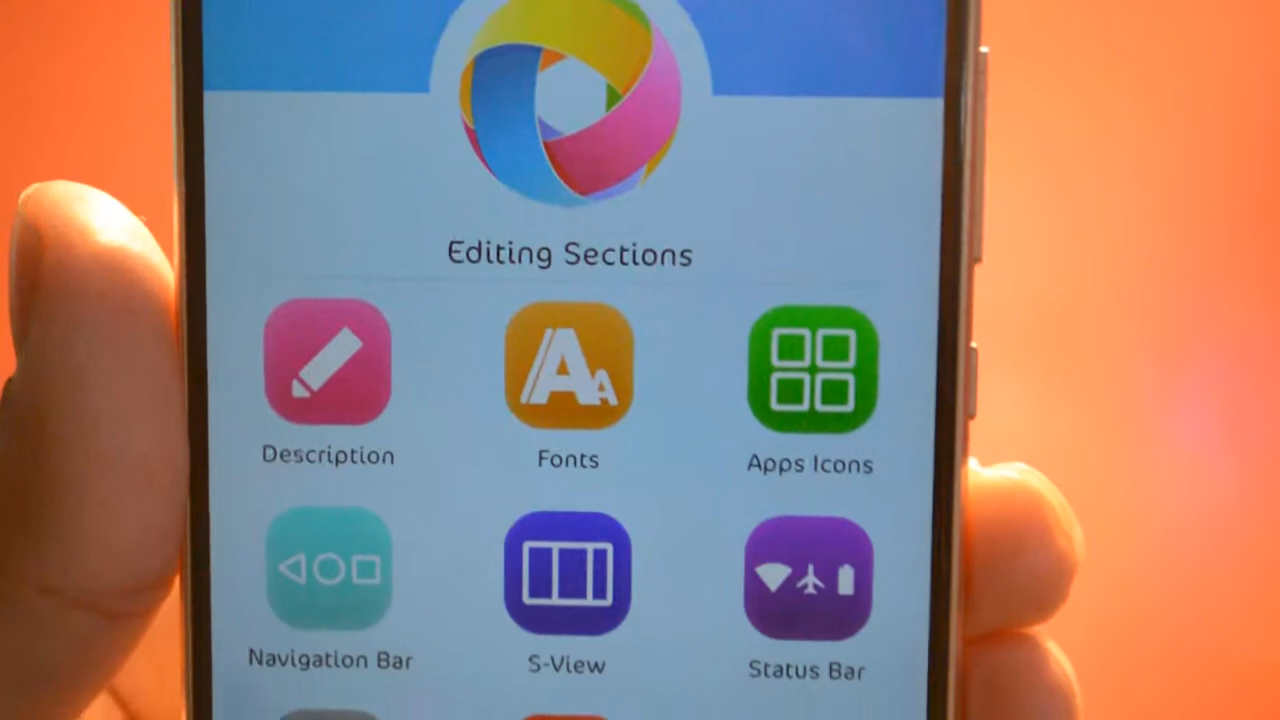 Editing Sections
Description
Fonts
Apps Icons
Navigation Bar
S-View
Status Bar